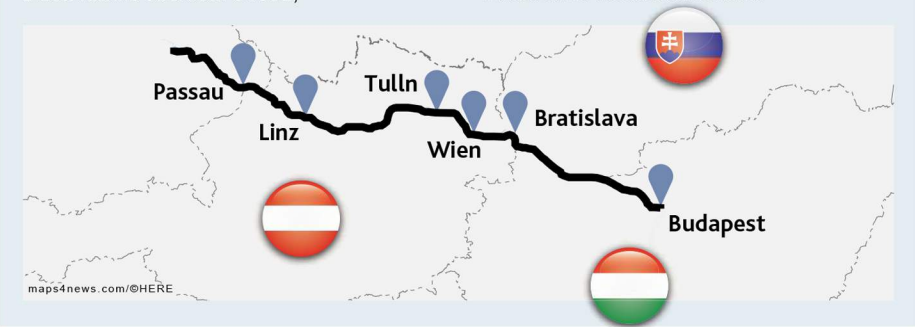 Tulln
Passau
Bratislava
Linz
Wien
Budapest
maps4news.com/©HERE